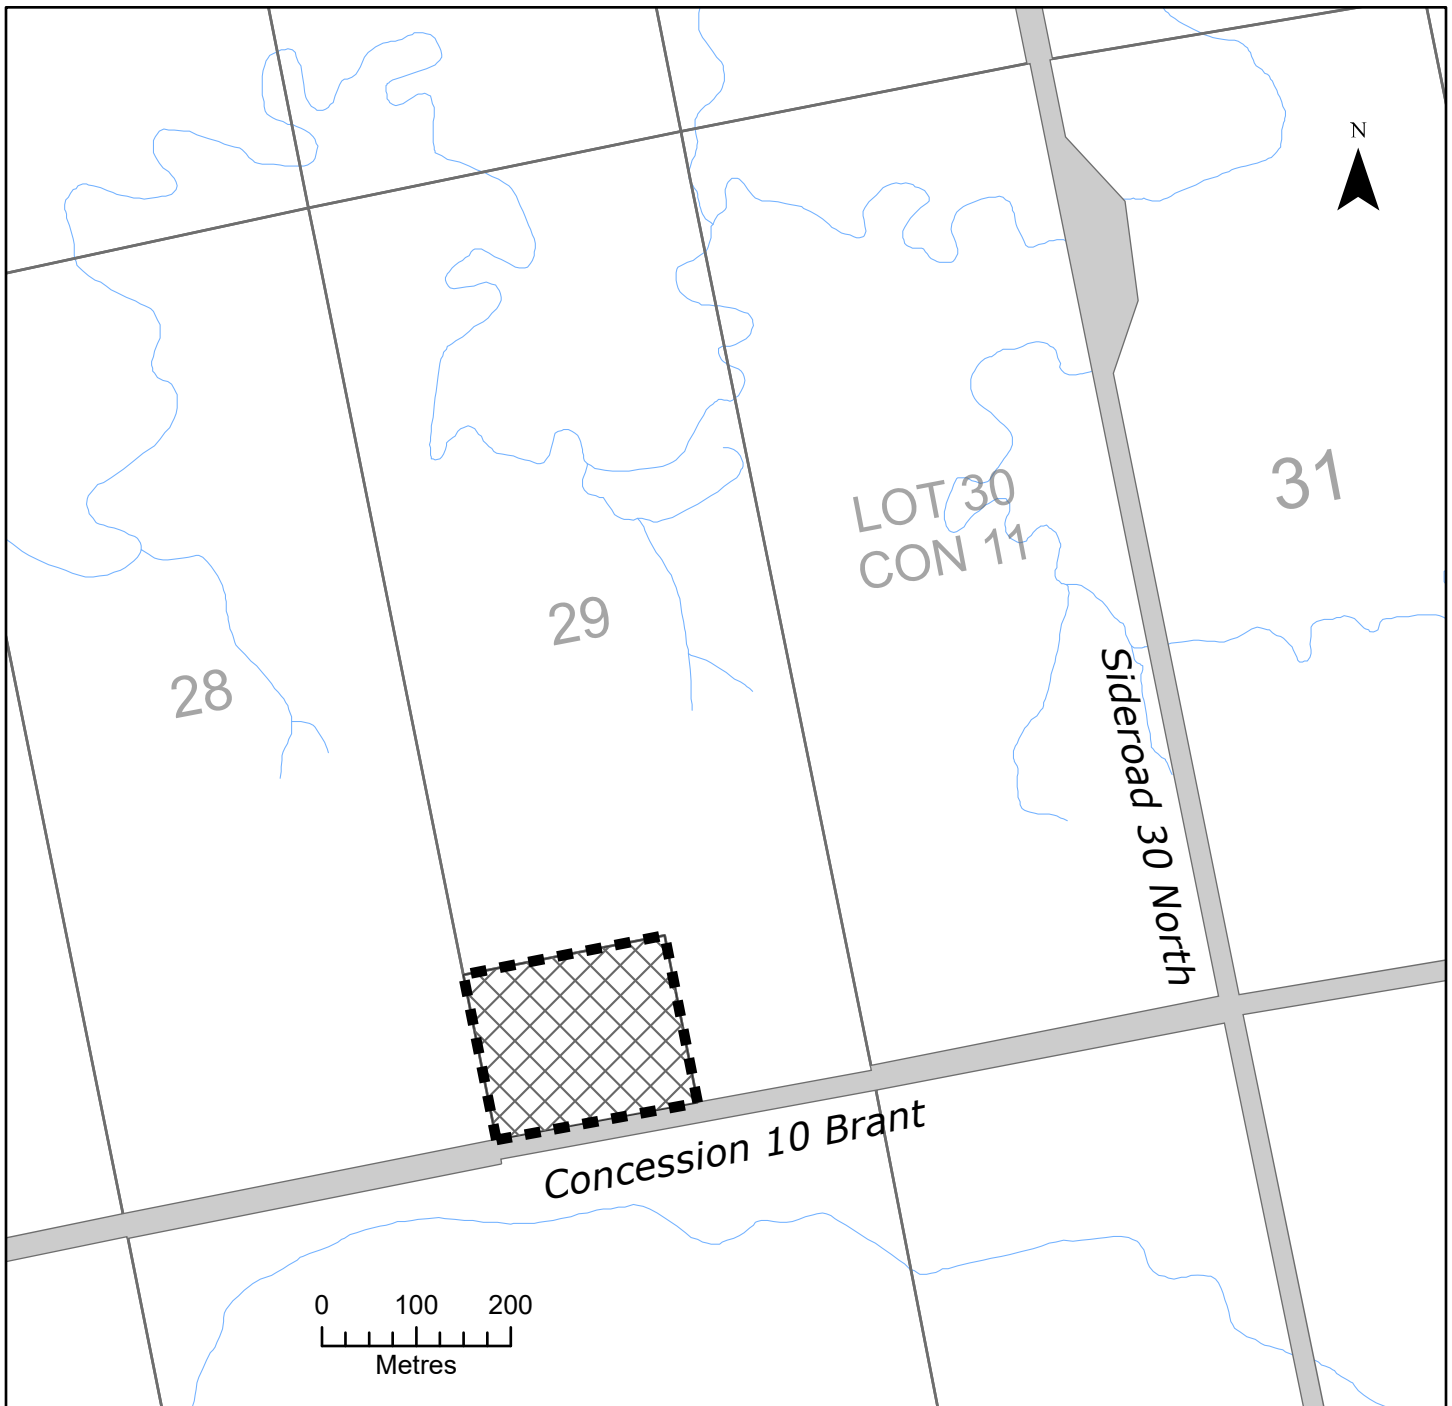 N
31
LOT 30
CON 11
29
28
Sideroad 30 North
Concession 10 Brant
0 100 200
Metres